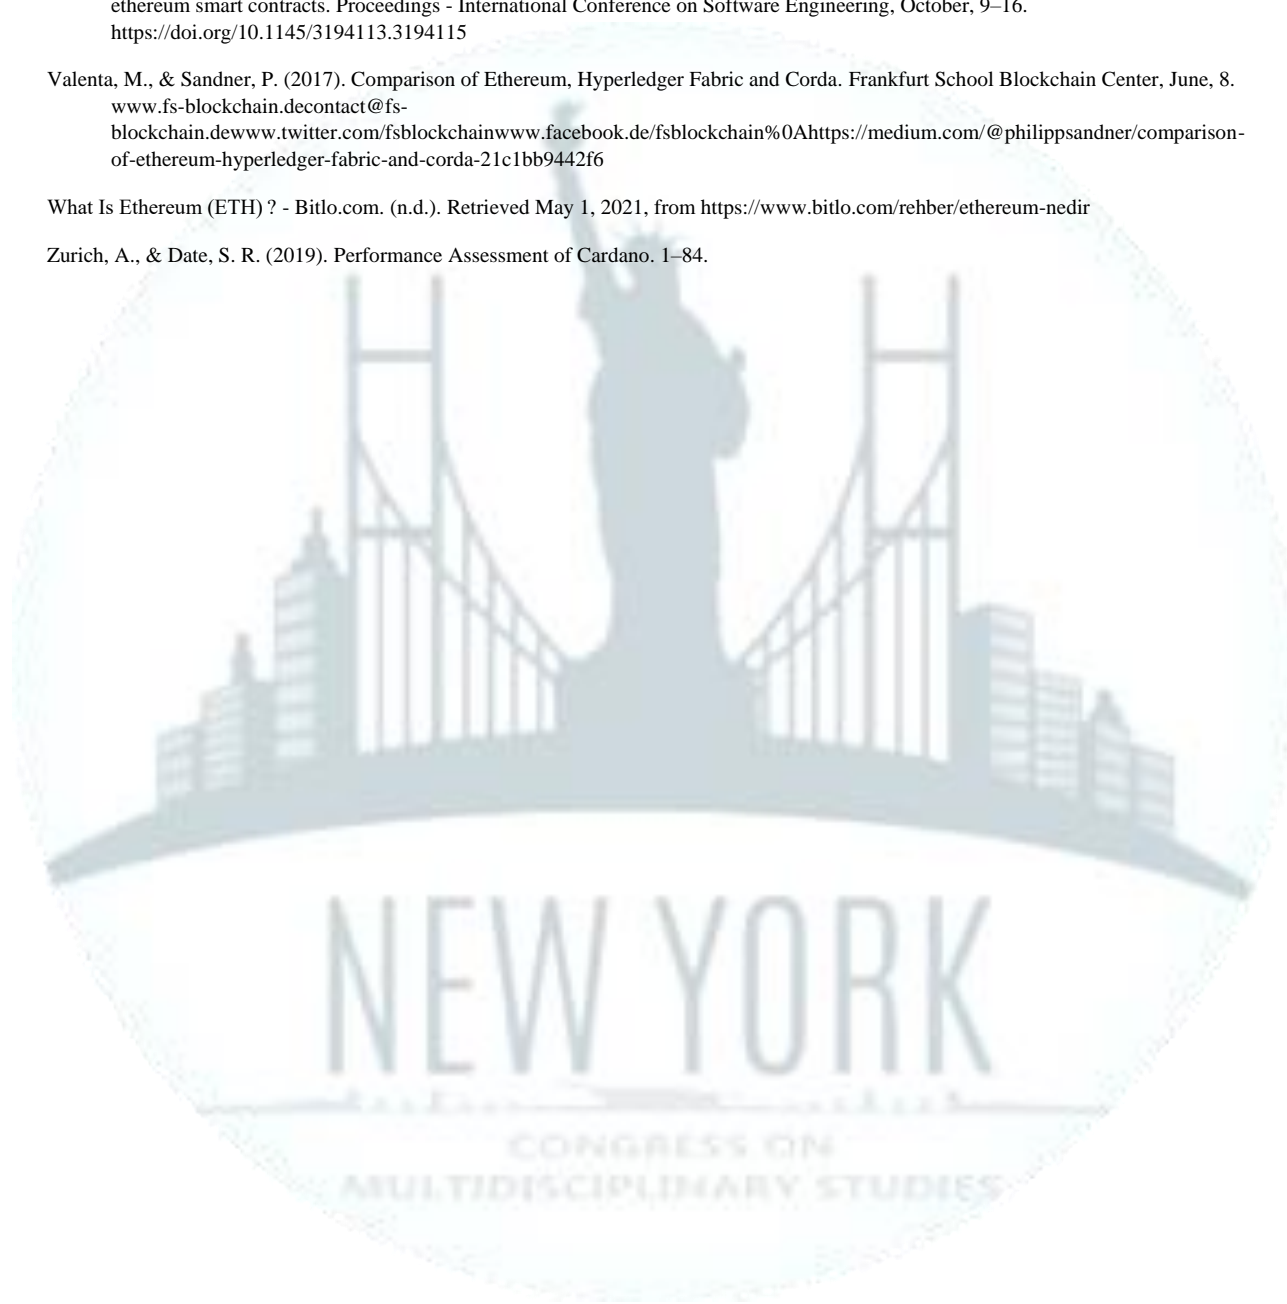 ethereum smart contracts. Proceedings - International Conference on Software Engineering, October, 9–16.
https://doi.org/10.1145/3194113.3194115
Valenta, M., & Sandner, P. (2017). Comparison of Ethereum, Hyperledger Fabric and Corda. Frankfurt School Blockchain Center, June, 8.
www.fs-blockchain.decontact@fs-
blockchain.dewww.twitter.com/fsblockchainwww.facebook.de/fsblockchain%0Ahttps://medium.com/@philippsandner/comparison-
of-ethereum-hyperledger-fabric-and-corda-21c1bb9442f6
What Is Ethereum (ETH) ? - Bitlo.com. (n.d.). Retrieved May 1, 2021, from https://www.bitlo.com/rehber/ethereum-nedir
Zurich, A., & Date, S. R. (2019). Performance Assessment of Cardano. 1–84.
NEW YORK
CONGRESS ON
MULTIDISCIPLINARY STUDIES